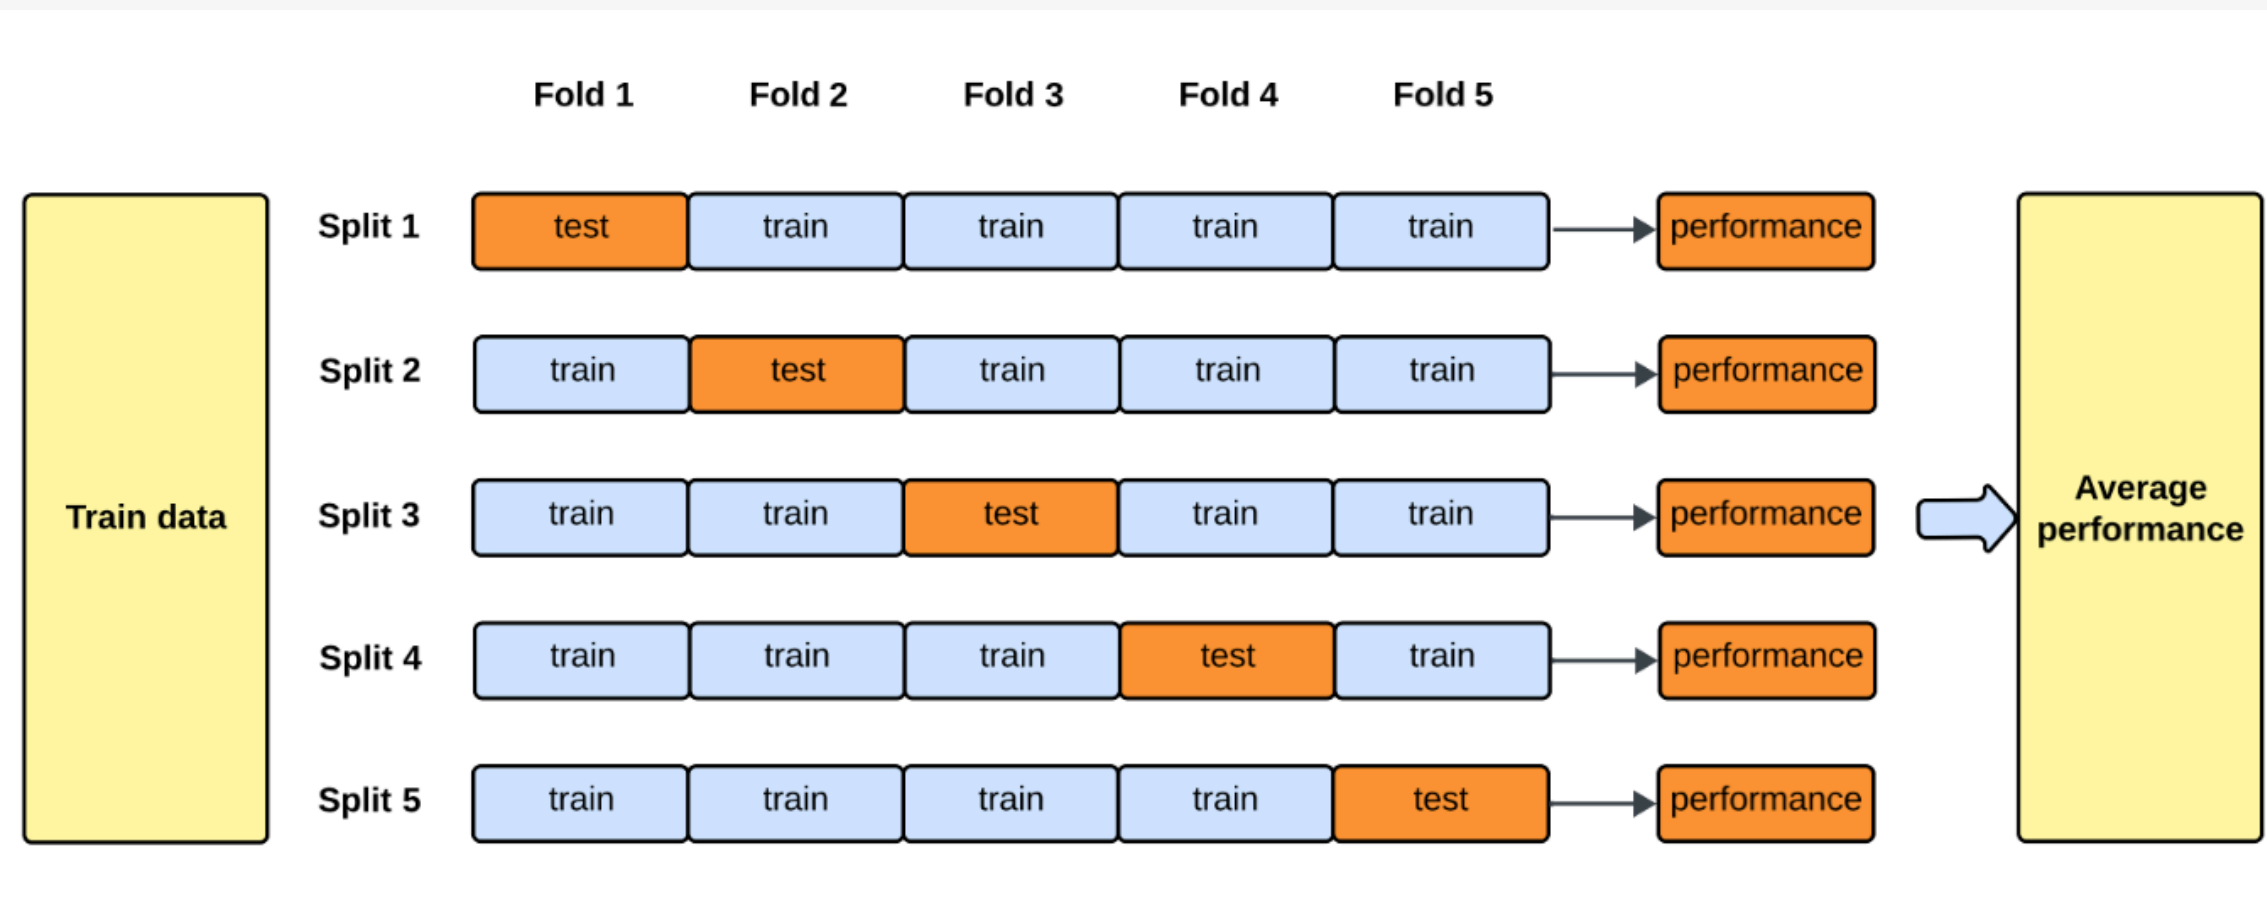 Fold 1 Fold 2 Fold 3 Fold 4 Fold 5
Train data
Split 1 test train train train train performance
Split 2 train test train train train performance
Split 3 train train test train train performance
Split 4 train train train test train performance
Split 5 train train train train test performance
Average
performance